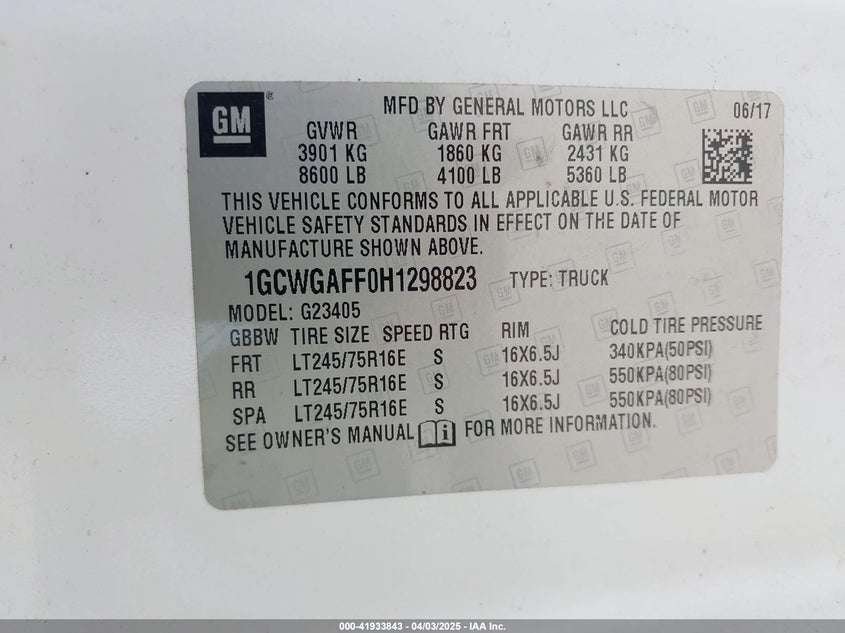 GM ® MFD BY GENERAL MOTORS LLC 06/17
GVWR GAWR FRT GAWR RR
3901 KG 1860 KG 2431 KG
8600 LB 4100 LB 5360 LB
THIS VEHICLE CONFORMS TO ALL APPLICABLE U.S. FEDERAL MOTOR
VEHICLE SAFETY STANDARDS IN EFFECT ON THE DATE OF
MANUFACTURE SHOWN ABOVE.
1GCWGAFF0H1298823 TYPE: TRUCK
MODEL: G23405
GBBW TIRE SIZE SPEED RTG RIM COLD TIRE PRESSURE
FRT LT245/75R16E S 16X6.5J 340KPA(50PSI)
RR LT245/75R16E S 16X6.5J 550KPA(80PSI)
SPA LT245/75R16E S 16X6.5J 550KPA(80PSI)
SEE OWNER'S MANUAL i FOR MORE INFORMATION.
000-41933843 - 04/03/2025 - IAA Inc.